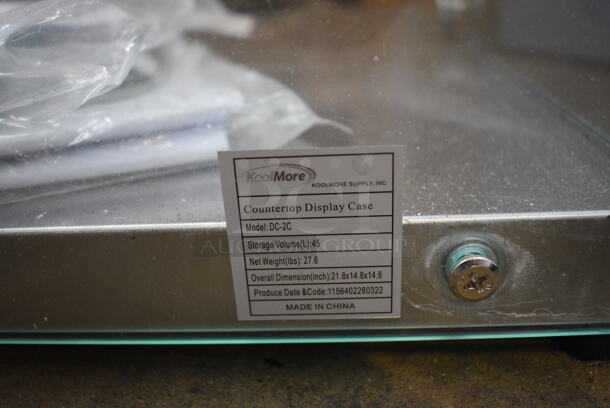 KoolMore
KOOLMORE SUPPLY, INC.
Countertop Display Case
Model: DC-2C
Storage Volume(L):45
Net Weight(lbs): 27.6
Overall Dimension(inch):21.8x14.8x14.6
Produce Date &Code:1156402280322
MADE IN CHINA